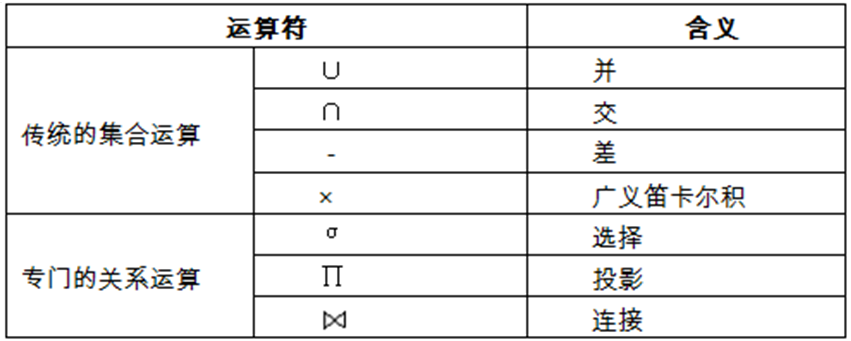 运算符 含义
传统的集合运算 ∪ 并
∩ 交
- 差
× 广义笛卡尔积
专门的关系运算 σ 选择
∏ 投影
⋈ 连接